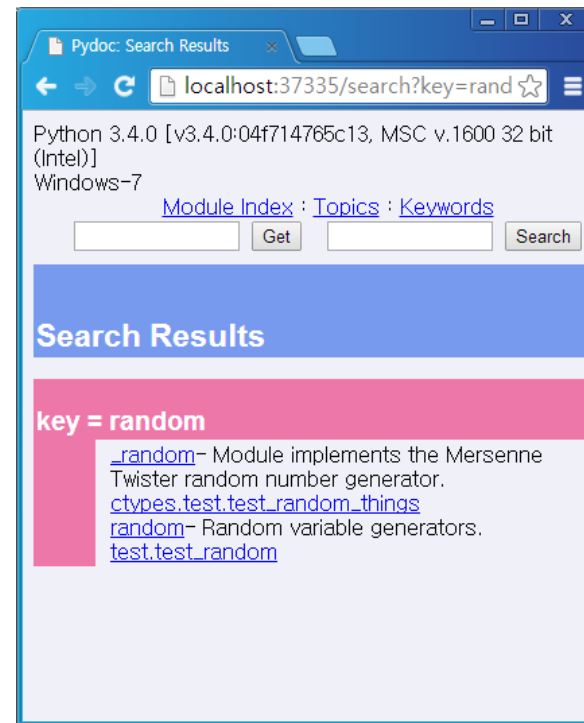 Pydoc: Search Results
localhost:37335/search?key=rand
Python 3.4.0 [v3.4.0:04f714765c13, MSC v.1600 32 bit
(Intel)]
Windows-7
Module Index : Topics : Keywords
Get Search
Search Results
key = random
_random- Module implements the Mersenne
Twister random number generator.
ctypes.test.test_random_things
random- Random variable generators.
test.test_random